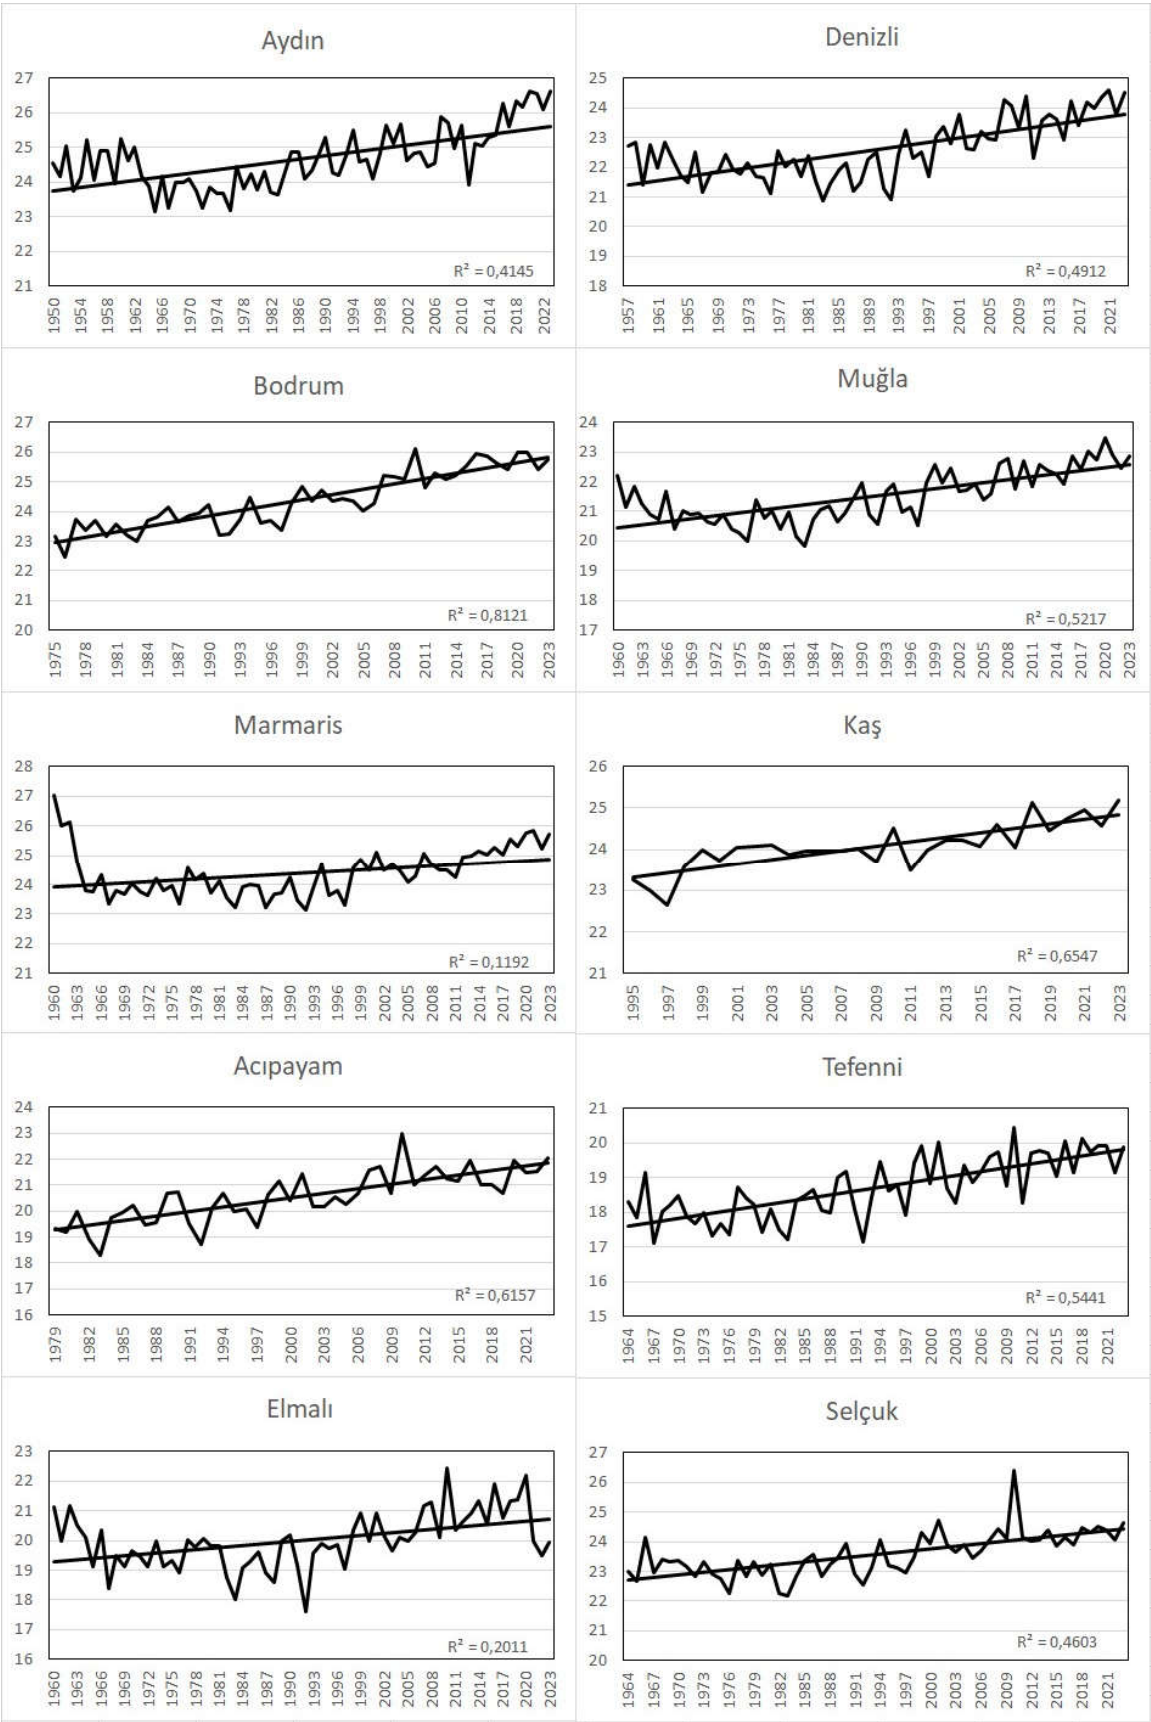 Aydın
27
26
25
24
23
22
21
R² = 0,4145
1950 1954 1958 1962 1966 1970 1974 1978 1982 1986 1990 1994 1998 2002 2006 2010 2014 2018 2022
Denizli
25
24
23
22
21
20
19
18
R² = 0,4912
1957 1961 1965 1969 1973 1977 1981 1985 1989 1993 1997 2001 2005 2009 2013 2017 2021
Bodrum
27
26
25
24
23
22
21
20
R² = 0,8121
1975 1978 1981 1984 1987 1990 1993 1996 1999 2002 2005 2008 2011 2014 2017 2020 2023
Muğla
24
23
22
21
20
19
18
17
R² = 0,5217
1960 1963 1966 1969 1972 1975 1978 1981 1984 1987 1990 1993 1996 1999 2002 2005 2008 2011 2014 2017 2020 2023
Marmaris
28
27
26
25
24
23
22
21
R² = 0,1192
1960 1963 1966 1969 1972 1975 1978 1981 1984 1987 1990 1993 1996 1999 2002 2005 2008 2011 2014 2017 2020 2023
Kaş
26
25
24
23
22
21
R² = 0,6547
1995 1997 1999 2001 2003 2005 2007 2009 2011 2013 2015 2017 2019 2021 2023
Acıpayam
24
23
22
21
20
19
18
17
16
R² = 0,6157
1979 1982 1985 1988 1991 1994 1997 2000 2003 2006 2009 2012 2015 2018 2021
Tefenni
21
20
19
18
17
16
15
R² = 0,5441
1964 1967 1970 1973 1976 1979 1982 1985 1988 1991 1994 1997 2000 2003 2006 2009 2012 2015 2018 2021
Elmalı
23
22
21
20
19
18
17
16
R² = 0,2011
1960 1963 1966 1969 1972 1975 1978 1981 1984 1987 1990 1993 1996 1999 2002 2005 2008 2011 2014 2017 2020 2023
Selçuk
27
26
25
24
23
22
21
20
R² = 0,4603
1964 1967 1970 1973 1976 1979 1982 1985 1988 1991 1994 1997 2000 2003 2006 2009 2012 2015 2018 2021